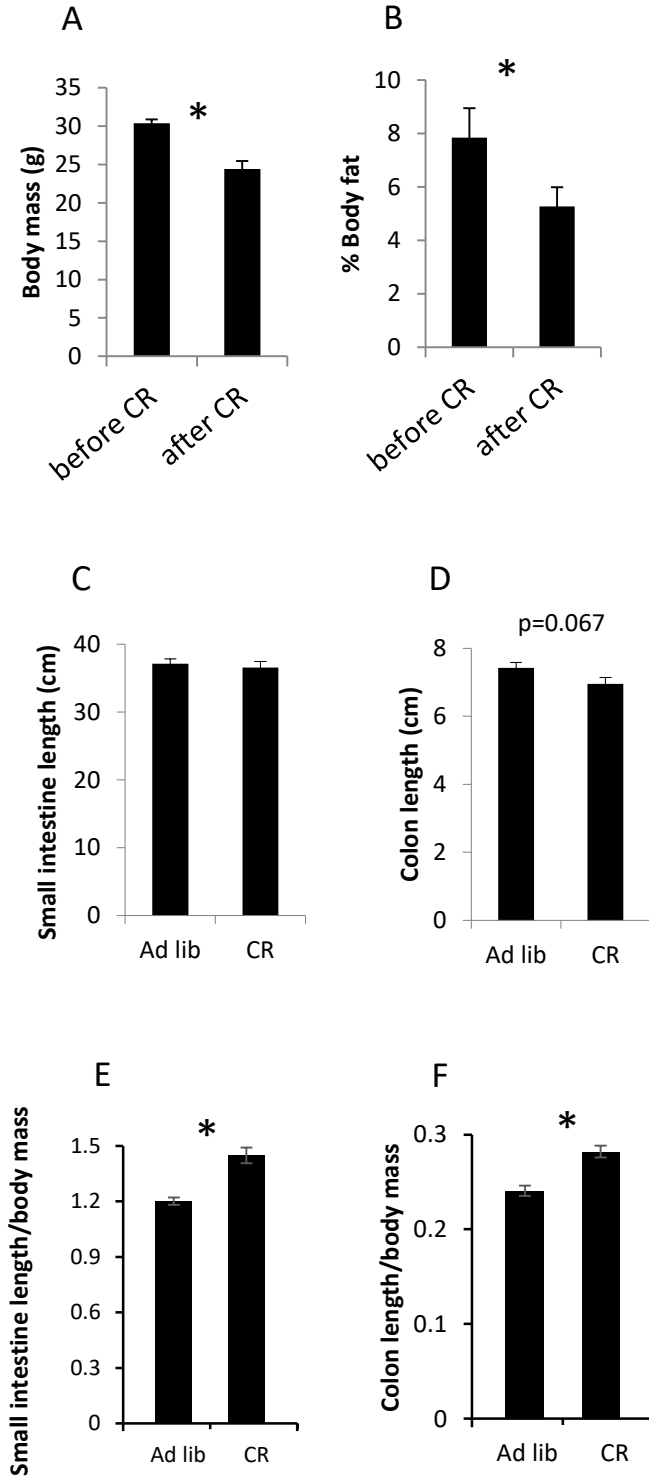 A
Body mass (g)
35
30
25
20
15
10
5
0
*
before CR
after CR
B
% Body fat
10
8
6
4
2
0
*
before CR
after CR
C
Small intestine length (cm)
40
30
20
10
0
Ad lib
CR
D
p=0.067
Colon length (cm)
8
6
4
2
0
Ad lib
CR
E
Small intestine length/body mass
1.5
1.2
0.9
0.6
0.3
0
*
Ad lib
CR
F
Colon length/body mass
0.3
0.2
0.1
0
*
Ad lib
CR